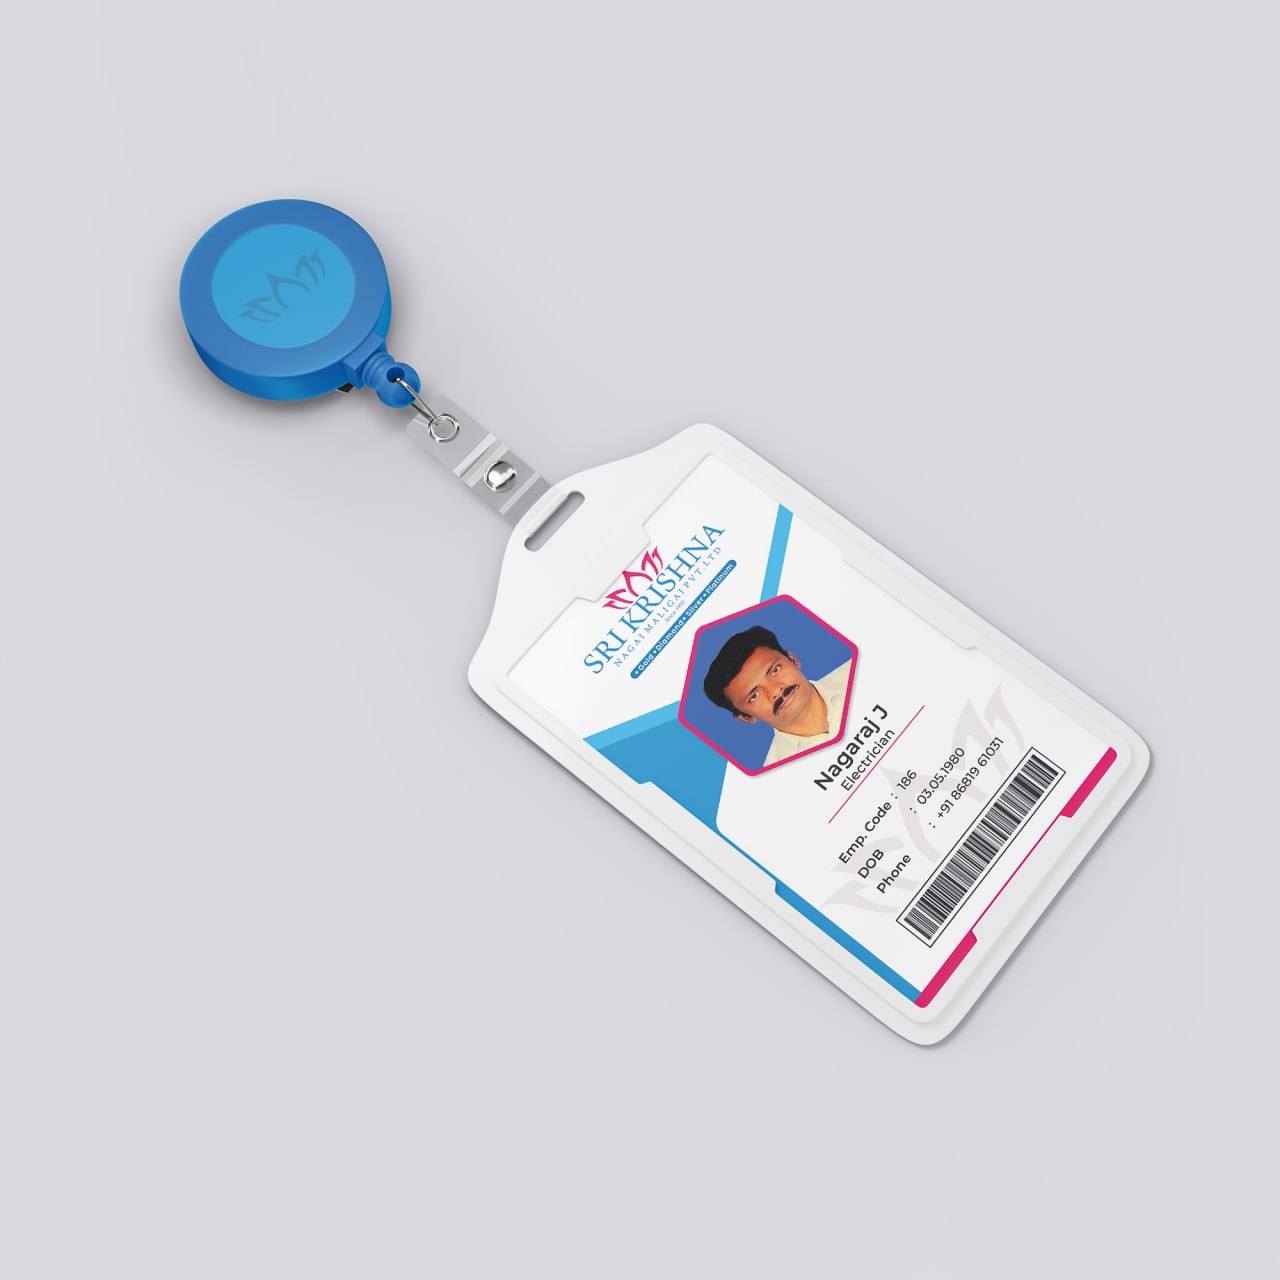 SRI KRISHNA
NAGAI MALIGAI PVT. LTD
Since 1950
• Gold • Diamond • Silver • Platinum
Nagaraj J
Electrician
Emp. Code : 186
DOB : 03.05.1980
Phone : +91 86819 61031